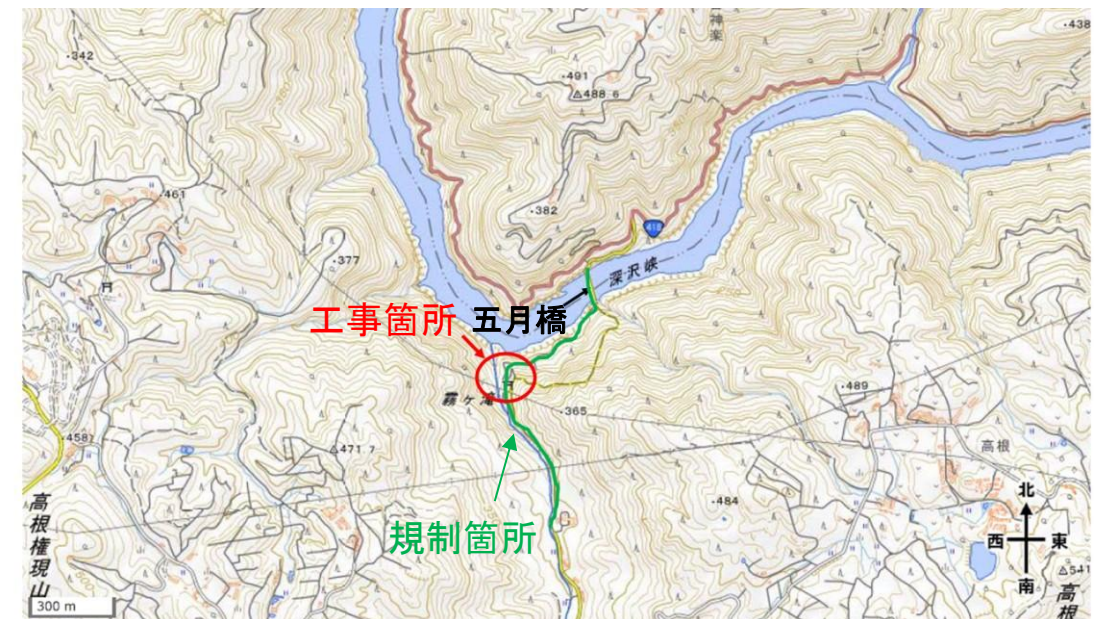 神楽
・438
・342
・491
△488.6
・461
・382
418
・377
深沢峡
工事箇所
五月橋
霧ヶ滝
・365
・489
・458
△471.7
高根
・484
規制箇所
高根権現山
北
西
東
南
△541
高根
300 m